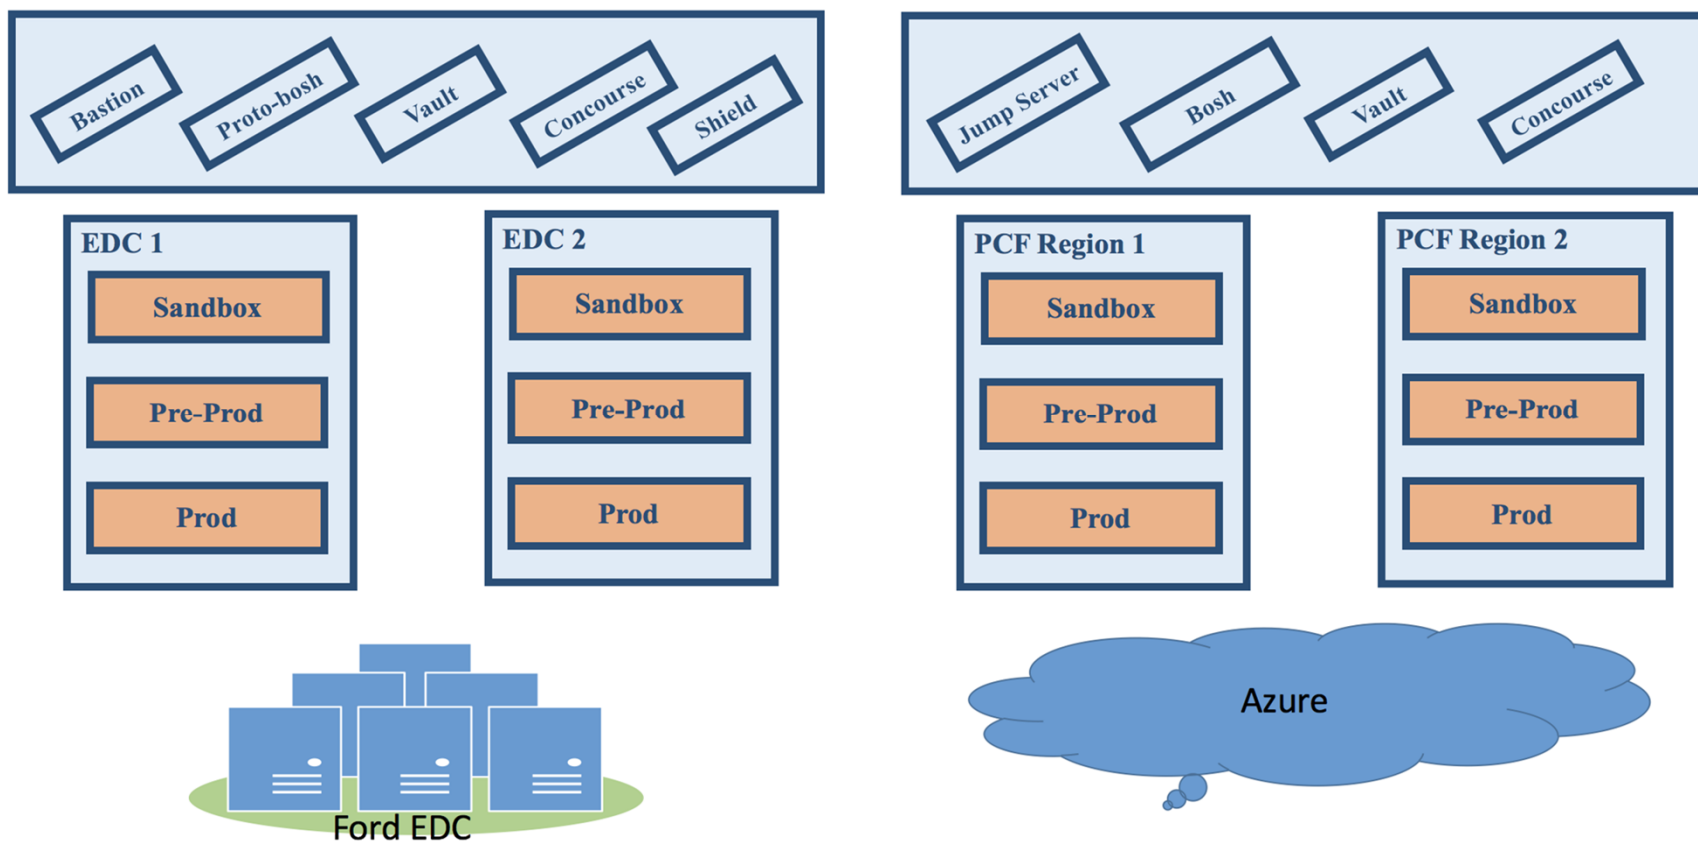 Bastion
Proto-bosh
Vault
Concourse
Shield
Jump Server
Bosh
Vault
Concourse
EDC 1
Sandbox
Pre-Prod
Prod
EDC 2
Sandbox
Pre-Prod
Prod
PCF Region 1
Sandbox
Pre-Prod
Prod
PCF Region 2
Sandbox
Pre-Prod
Prod
Ford EDC
Azure